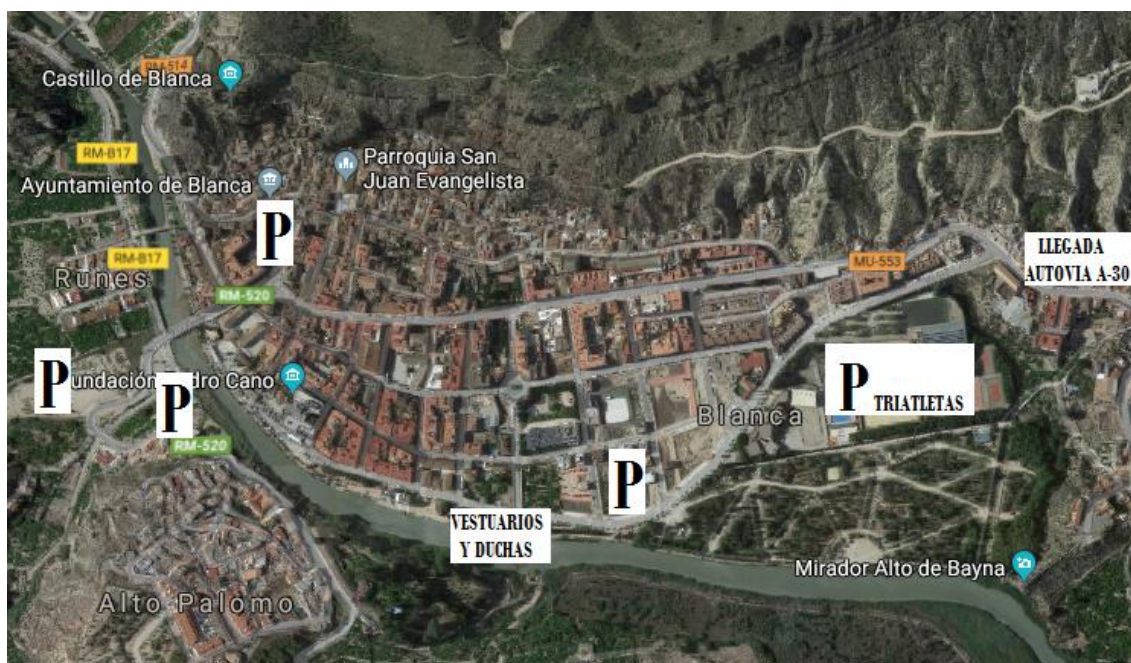 RM-514
Castillo de Blanca
RM-B17
Parroquia San
Juan Evangelista
Ayuntamiento de Blanca
P
LLEGADA
AUTOVIA A-30
RM-B17
MU-553
Runes
RM-520
P
undación
dro Cano
P
P
TRIATLETAS
Blanca
RM-520
P
VESTUARIOS
Y DUCHAS
Mirador Alto de Bayna
Alto Palomo